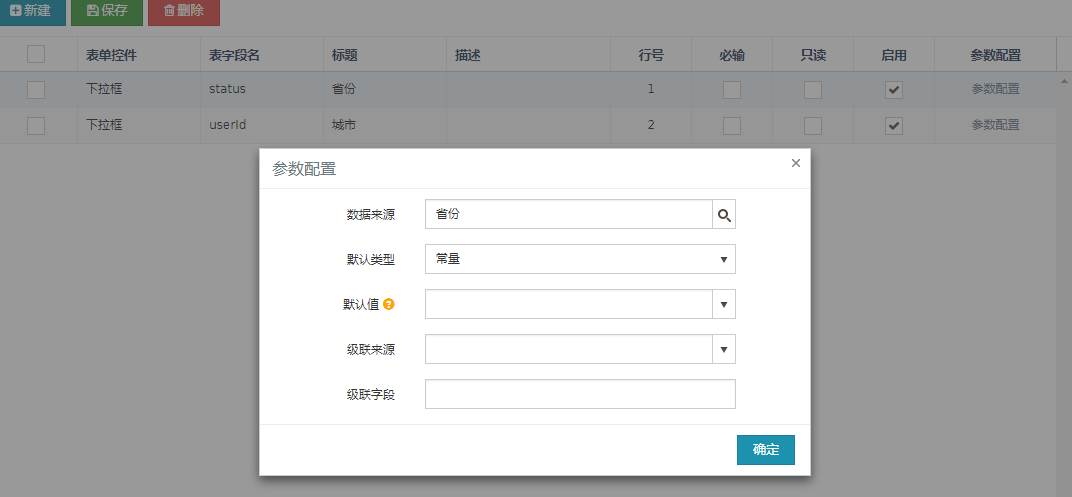 新建 保存 删除
表单控件 表字段名 标题 描述 行号 必输 只读 启用 参数配置
下拉框 status 省份 1 参数配置
下拉框 userId 城市 2 参数配置
参数配置 ×
数据来源 省份
默认类型 常量
默认值 ?
级联来源
级联字段
确定